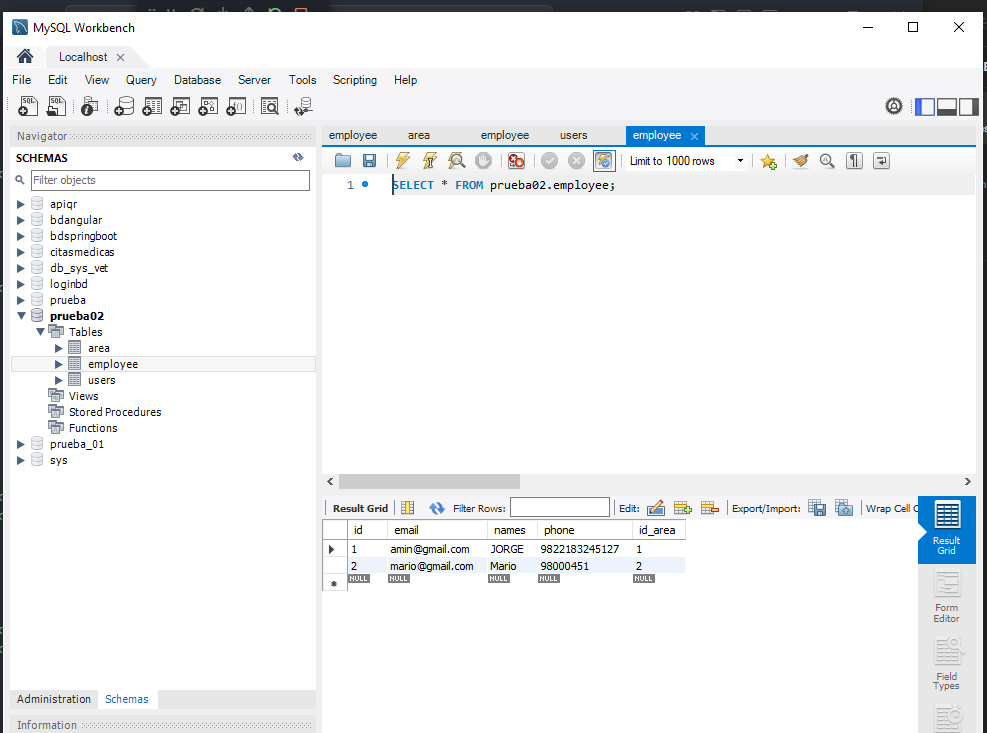 MySQL Workbench
Localhost
File Edit View Query Database Server Tools Scripting Help
Navigator
SCHEMAS
Filter objects
apiqr
bdangular
bdspringboot
citasmedicas
db_sys_vet
loginbd
prueba
prueba02
Tables
area
employee
users
Views
Stored Procedures
Functions
prueba_01
sys
Administration Schemas
Information
employee area employee users employee
Limit to 1000 rows
1 SELECT * FROM prueba02.employee;
Result Grid Filter Rows: Edit: Export/Import: Wrap Cell C
id email names phone id_area
1 amin@gmail.com JORGE 9822183245127 1
2 mario@gmail.com Mario 98000451 2
NULL NULL NULL NULL NULL
Result
Grid
Form
Editor
Field
Types